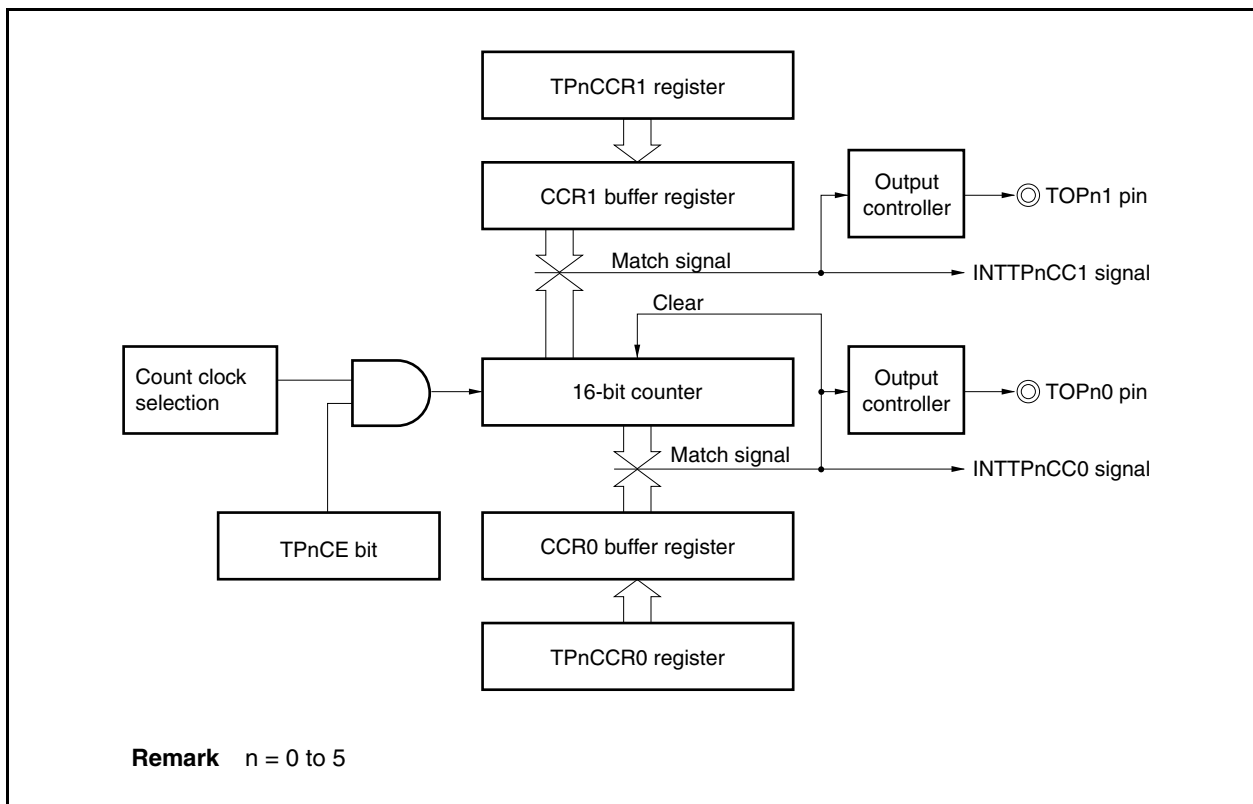 TPnCCR1 register
CCR1 buffer register
Output
controller
TOPn1 pin
Match signal
INTTPnCC1 signal
Clear
Count clock
selection
16-bit counter
Output
controller
TOPn0 pin
Match signal
INTTPnCC0 signal
TPnCE bit
CCR0 buffer register
TPnCCR0 register
Remark n = 0 to 5